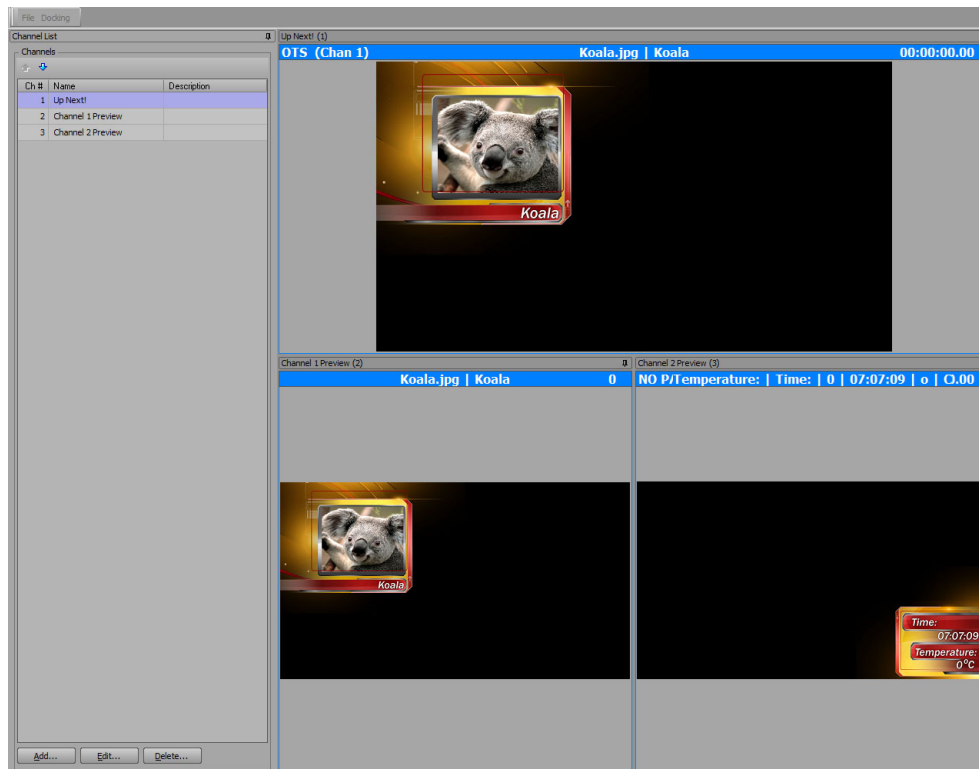 File Docking
Channel List
Channels
Ch # Name Description
1 Up Next!
2 Channel 1 Preview
3 Channel 2 Preview
Add... Edit... Delete...
Up Next! (1)
OTS (Chan 1) Koala.jpg | Koala 00:00:00.00
Koala
Channel 1 Preview (2)
Koala.jpg | Koala 0
Koala
Channel 2 Preview (3)
NO P/Temperature: | Time: | 0 | 07:07:09 | o | .00
Time:
07:07:09
Temperature:
0°C